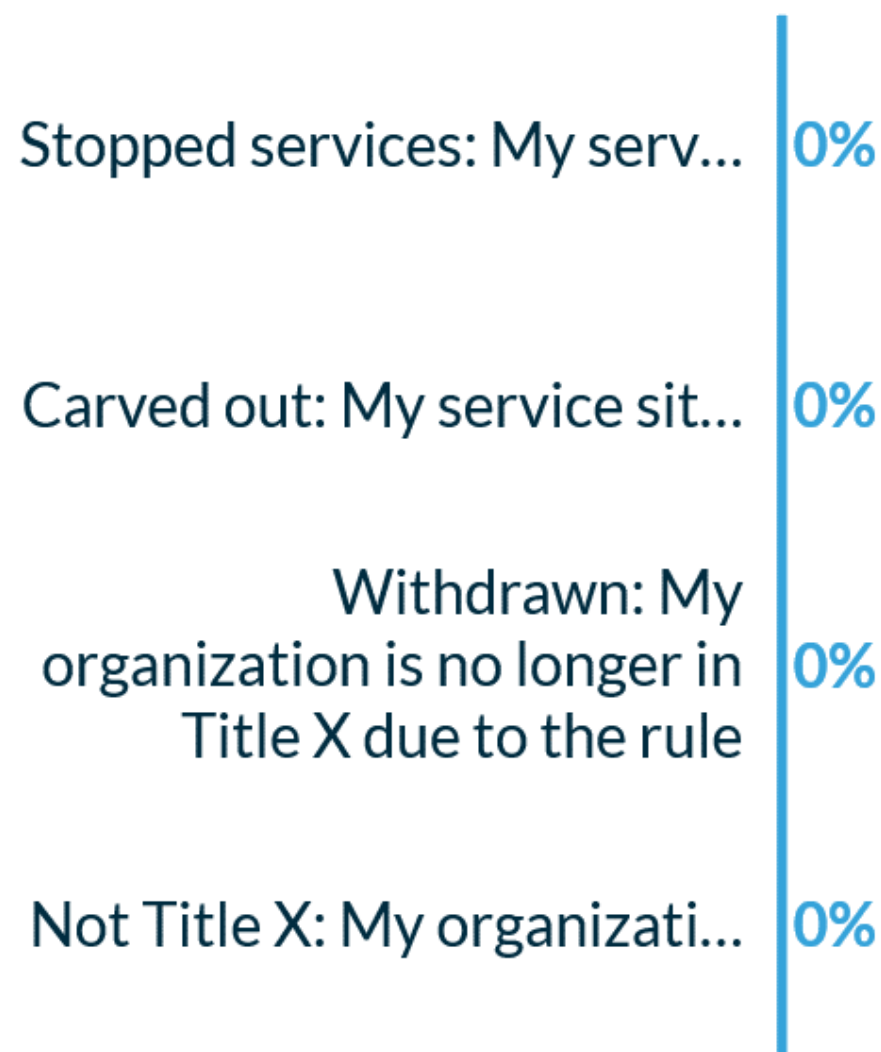 Stopped services: My serv... 0%
Carved out: My service sit... 0%
Withdrawn: My
organization is no longer in 0%
Title X due to the rule
Not Title X: My organizati... 0%